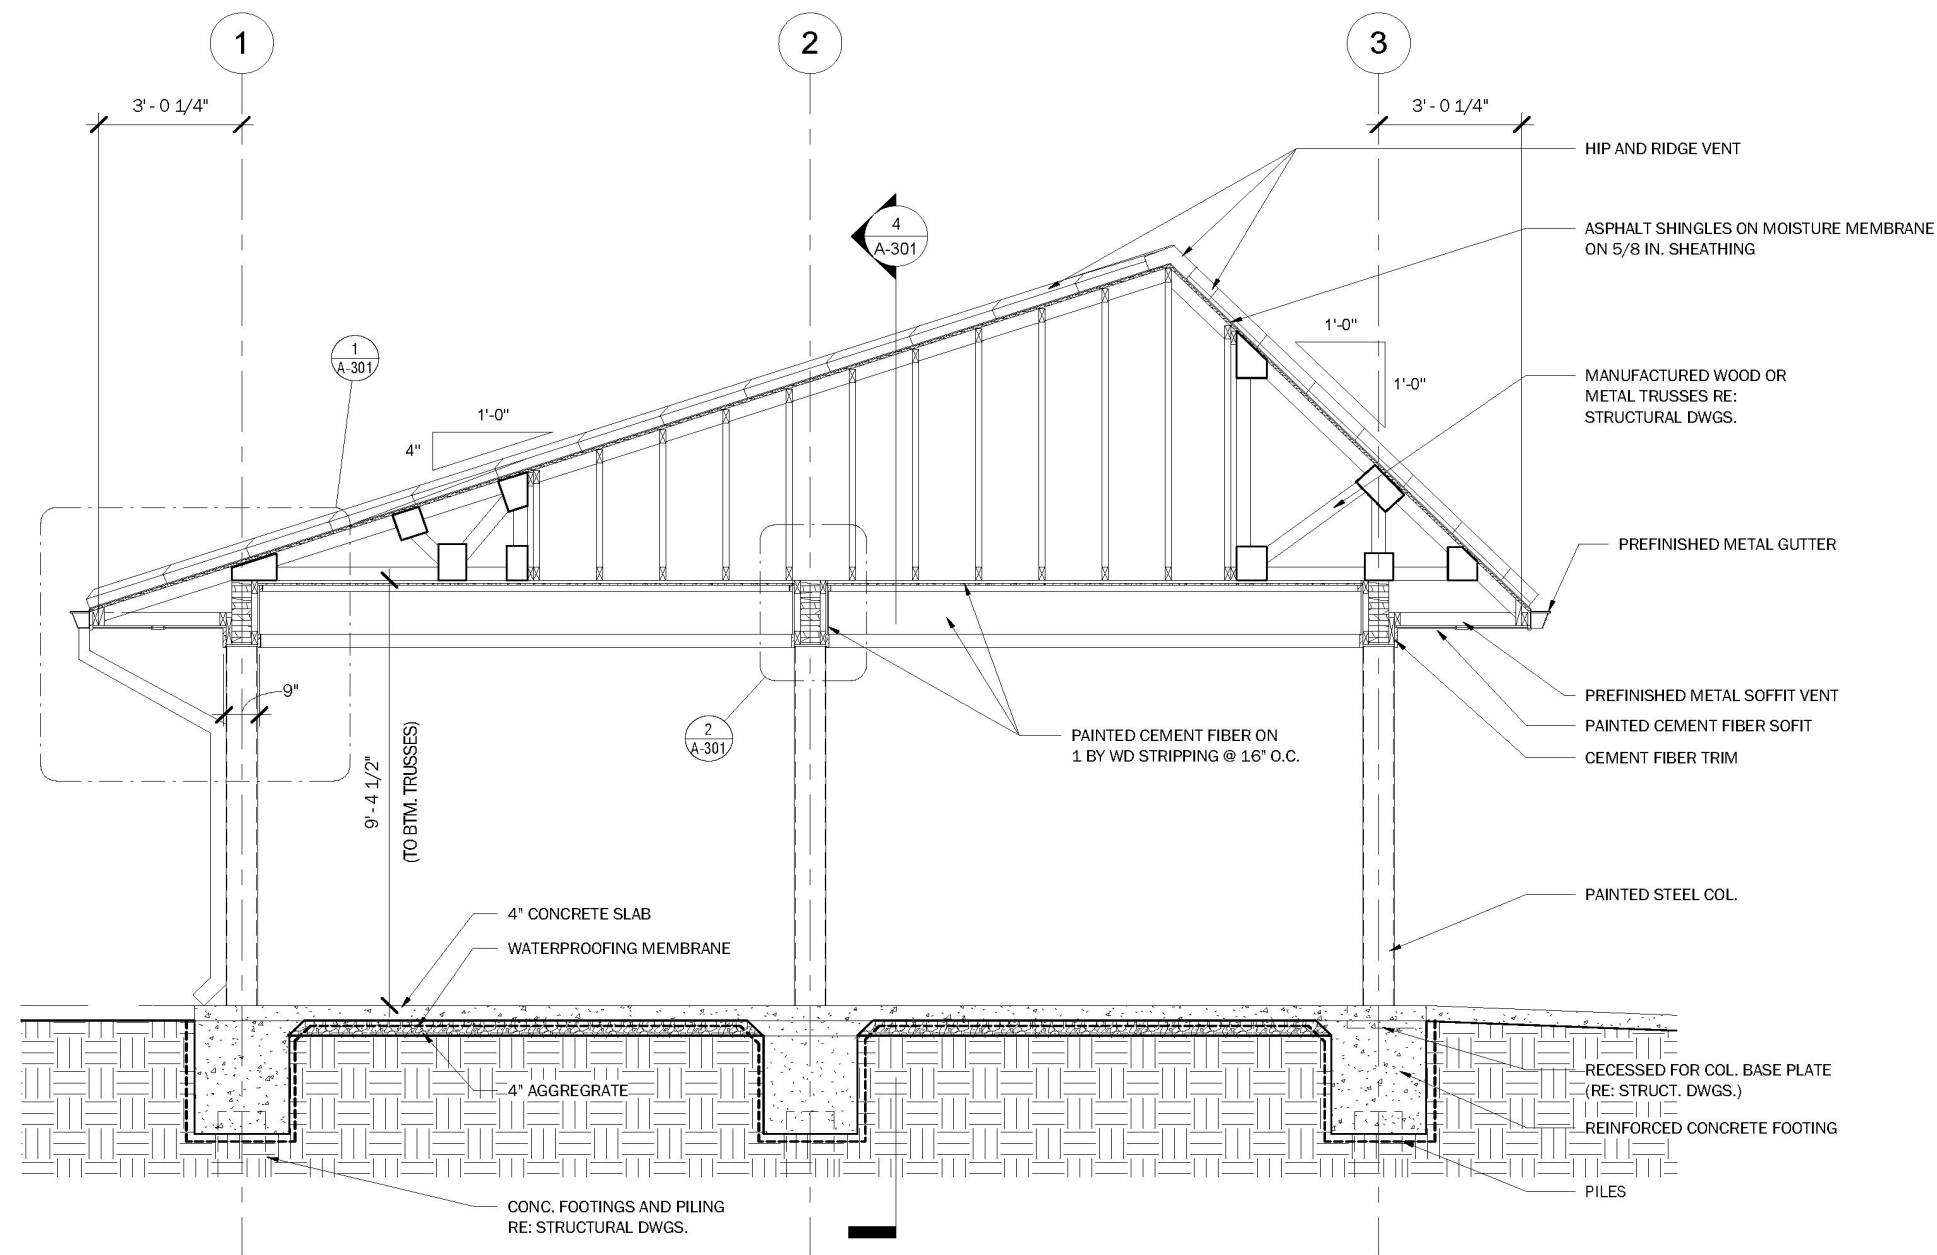 1
2
3
3'- 0 1/4"
3'- 0 1/4"
HIP AND RIDGE VENT
4
A-301
ASPHALT SHINGLES ON MOISTURE MEMBRANE
ON 5/8 IN. SHEATHING
1'-0"
1'-0"
1
A-301
MANUFACTURED WOOD OR
METAL TRUSSES RE:
STRUCTURAL DWGS.
1'-0"
4"
PREFINISHED METAL GUTTER
9"
PREFINISHED METAL SOFFIT VENT
PAINTED CEMENT FIBER SOFIT
CEMENT FIBER TRIM
2
A-301
PAINTED CEMENT FIBER ON
1 BY WD STRIPPING @ 16" O.C.
9'- 4 1/2"
(TO BTM. TRUSSES)
PAINTED STEEL COL.
4" CONCRETE SLAB
WATERPROOFING MEMBRANE
4" AGGREGRATE
RECESSED FOR COL. BASE PLATE
(RE: STRUCT. DWGS.)
REINFORCED CONCRETE FOOTING
PILES
CONC. FOOTINGS AND PILING
RE: STRUCTURAL DWGS.